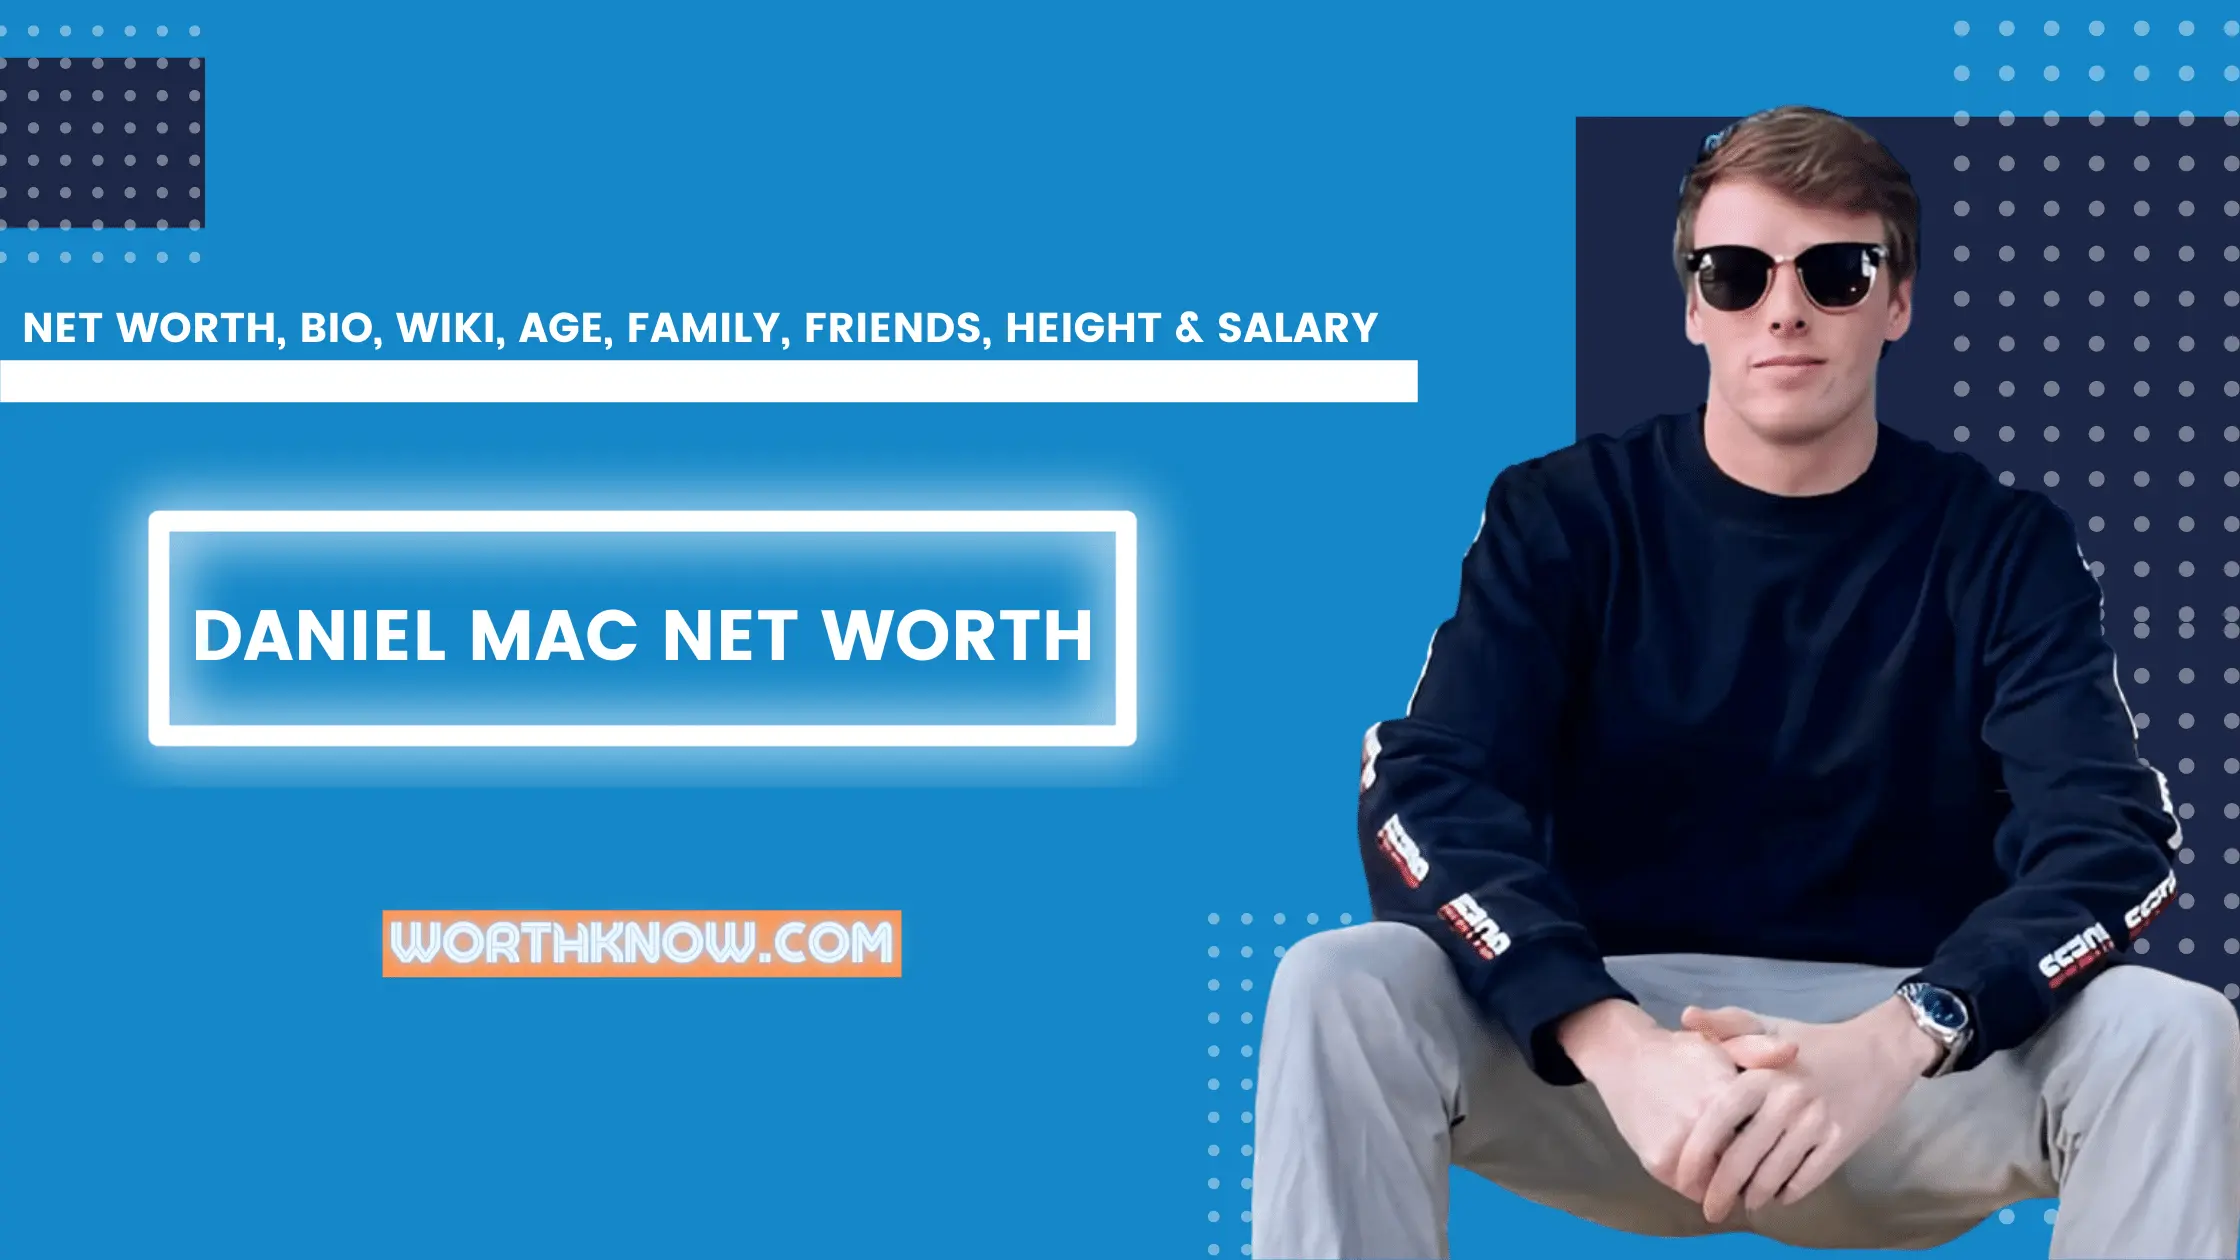 NET WORTH, BIO, WIKI, AGE, FAMILY, FRIENDS, HEIGHT & SALARY
DANIEL MAC NET WORTH
WORTHKNOW.COM